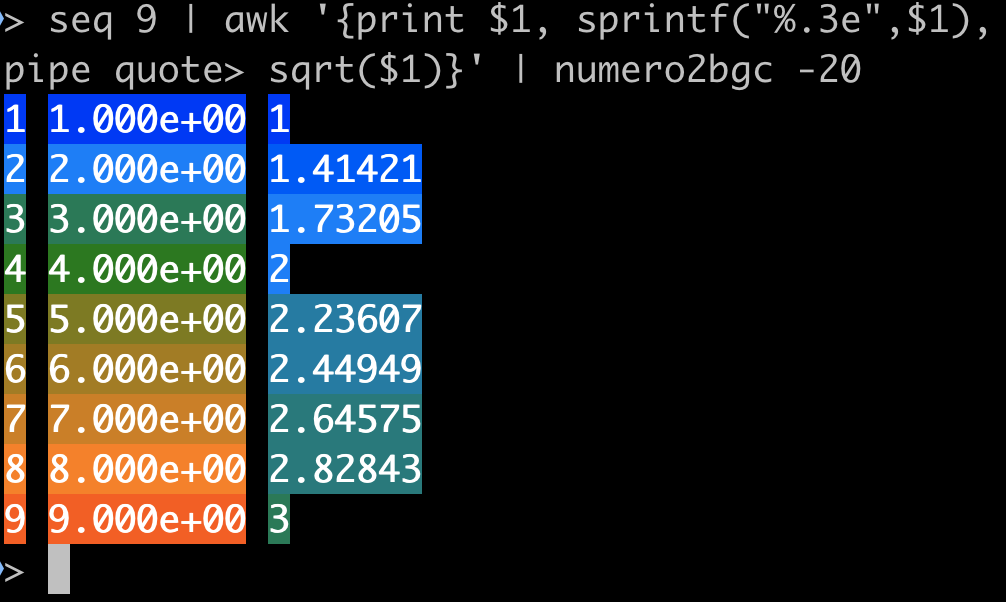 > seq 9 | awk '{print $1, sprintf("%.3e",$1),
pipe quote> sqrt($1)}' | numero2bgc -20
1 1.000e+00 1
2 2.000e+00 1.41421
3 3.000e+00 1.73205
4 4.000e+00 2
5 5.000e+00 2.23607
6 6.000e+00 2.44949
7 7.000e+00 2.64575
8 8.000e+00 2.82843
9 9.000e+00 3
>